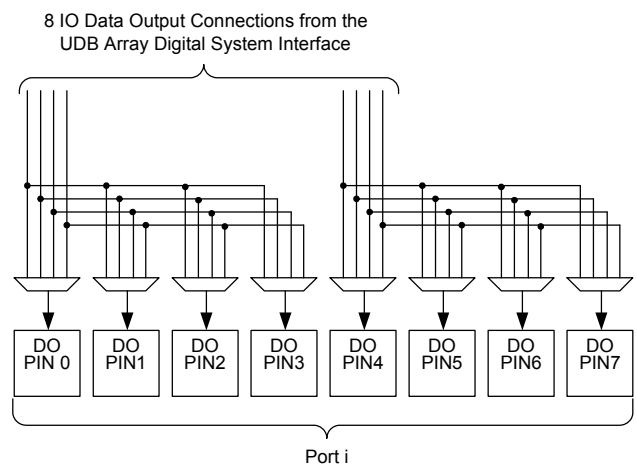 8 IO Data Output Connections from the
UDB Array Digital System Interface
DO
PIN 0
DO
PIN1
DO
PIN2
DO
PIN3
DO
PIN4
DO
PIN5
DO
PIN6
DO
PIN7
Port i